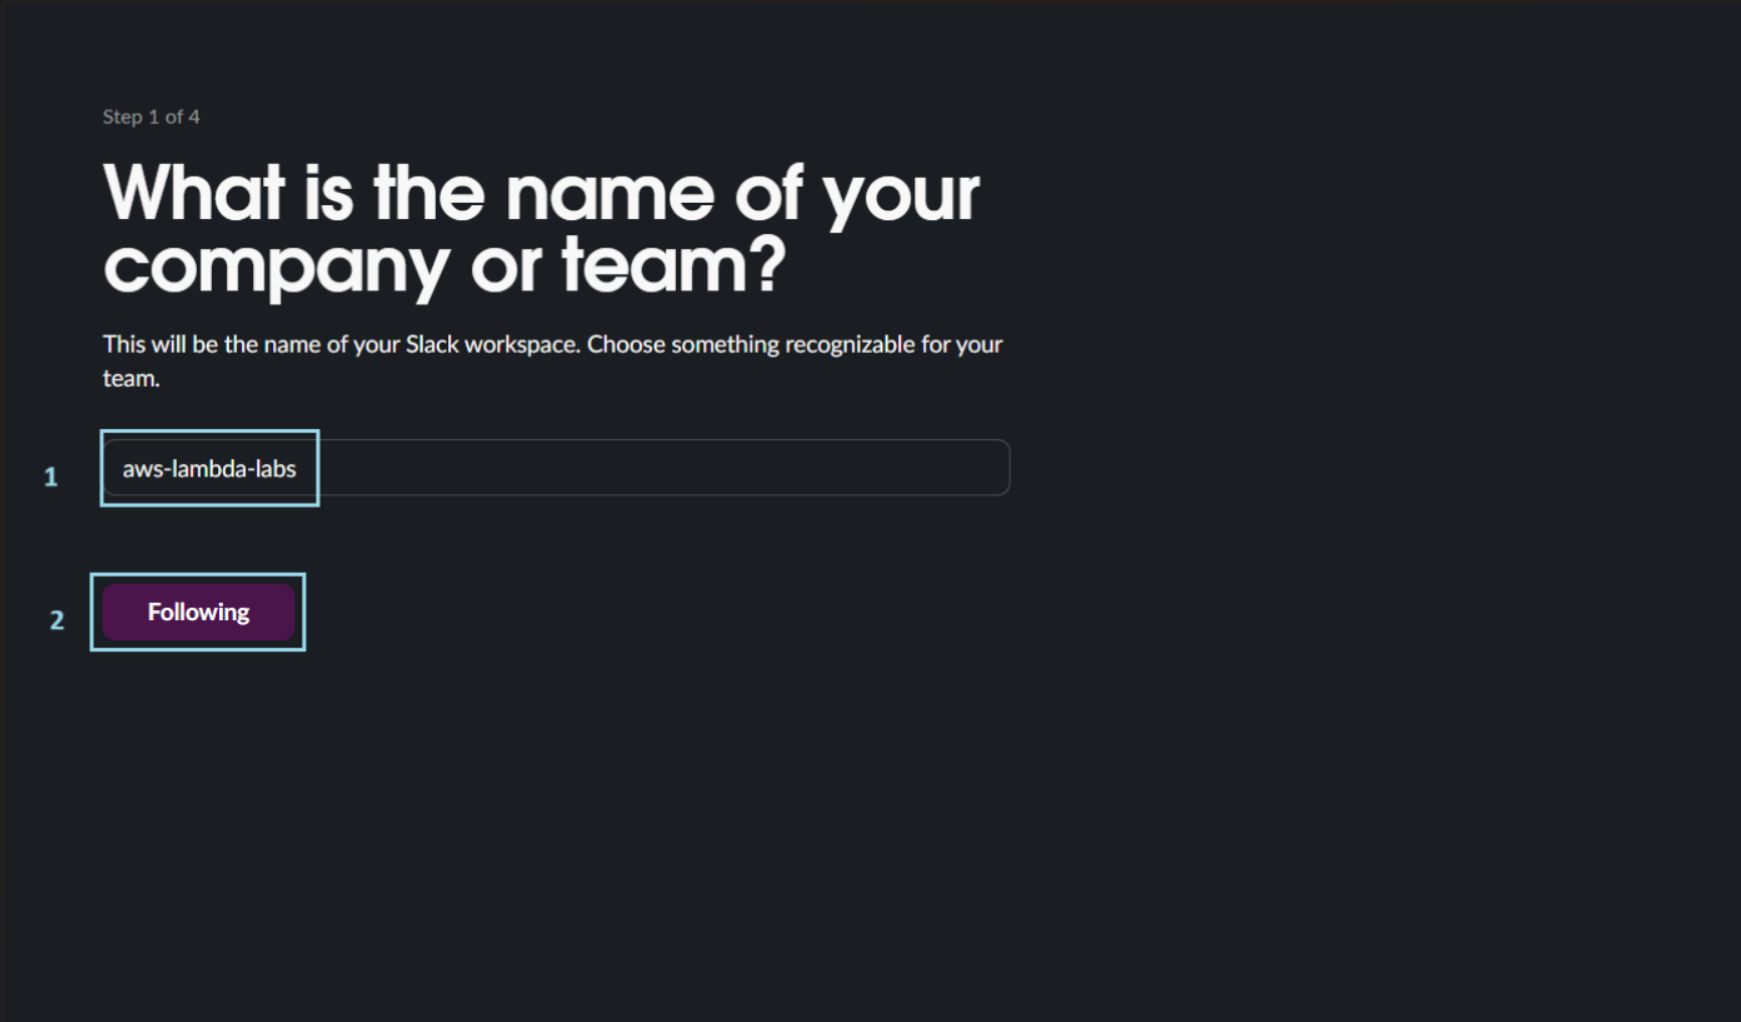 Step 1 of 4
What is the name of your
company or team?
This will be the name of your Slack workspace. Choose something recognizable for your
team.
1
aws-lambda-labs
2
Following